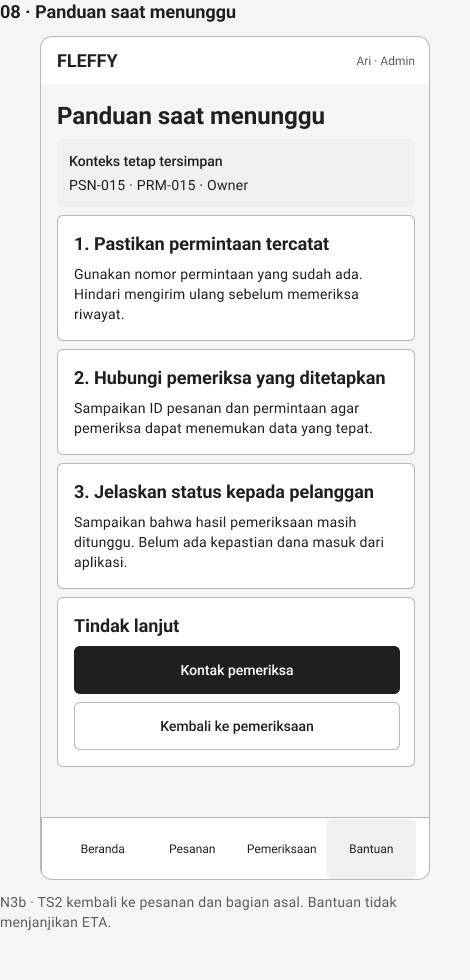 08 · Panduan saat menunggu
FLEFFY
Ari · Admin
Panduan saat menunggu
Konteks tetap tersimpan
PSN-015 · PRM-015 · Owner
1. Pastikan permintaan tercatat
Gunakan nomor permintaan yang sudah ada.
Hindari mengirim ulang sebelum memeriksa
riwayat.
2. Hubungi pemeriksa yang ditetapkan
Sampaikan ID pesanan dan permintaan agar
pemeriksa dapat menemukan data yang tepat.
3. Jelaskan status kepada pelanggan
Sampaikan bahwa hasil pemeriksaan masih
ditunggu. Belum ada kepastian dana masuk dari
aplikasi.
Tindak lanjut
Kontak pemeriksa
Kembali ke pemeriksaan
Beranda
Pesanan
Pemeriksaan
Bantuan
N3b · TS2 kembali ke pesanan dan bagian asal. Bantuan tidak
menjanjikan ETA.